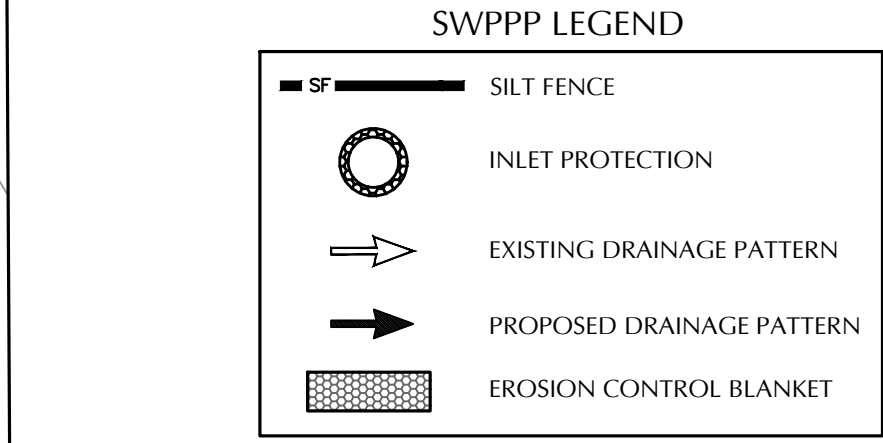 SWPPP LEGEND
SF SILT FENCE
INLET PROTECTION
EXISTING DRAINAGE PATTERN
PROPOSED DRAINAGE PATTERN
EROSION CONTROL BLANKET